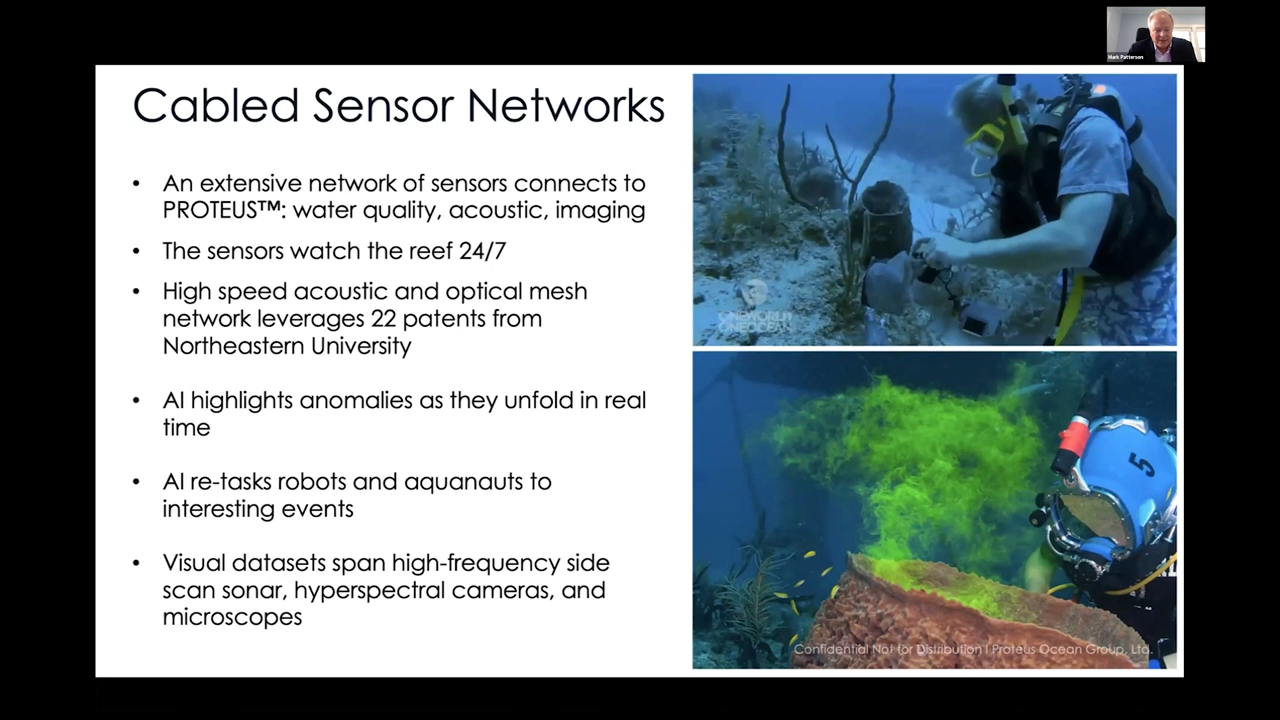 Mark Patterson
Cabled Sensor Networks
• An extensive network of sensors connects to
PROTEUS™: water quality, acoustic, imaging
• The sensors watch the reef 24/7
• High speed acoustic and optical mesh
network leverages 22 patents from
Northeastern University
• AI highlights anomalies as they unfold in real
time
• AI re-tasks robots and aquanauts to
interesting events
• Visual datasets span high-frequency side
scan sonar, hyperspectral cameras, and
microscopes
ONEWORLD
ONEOCEAN
5
Confidential Not for Distribution | Proteus Ocean Group, Ltd.